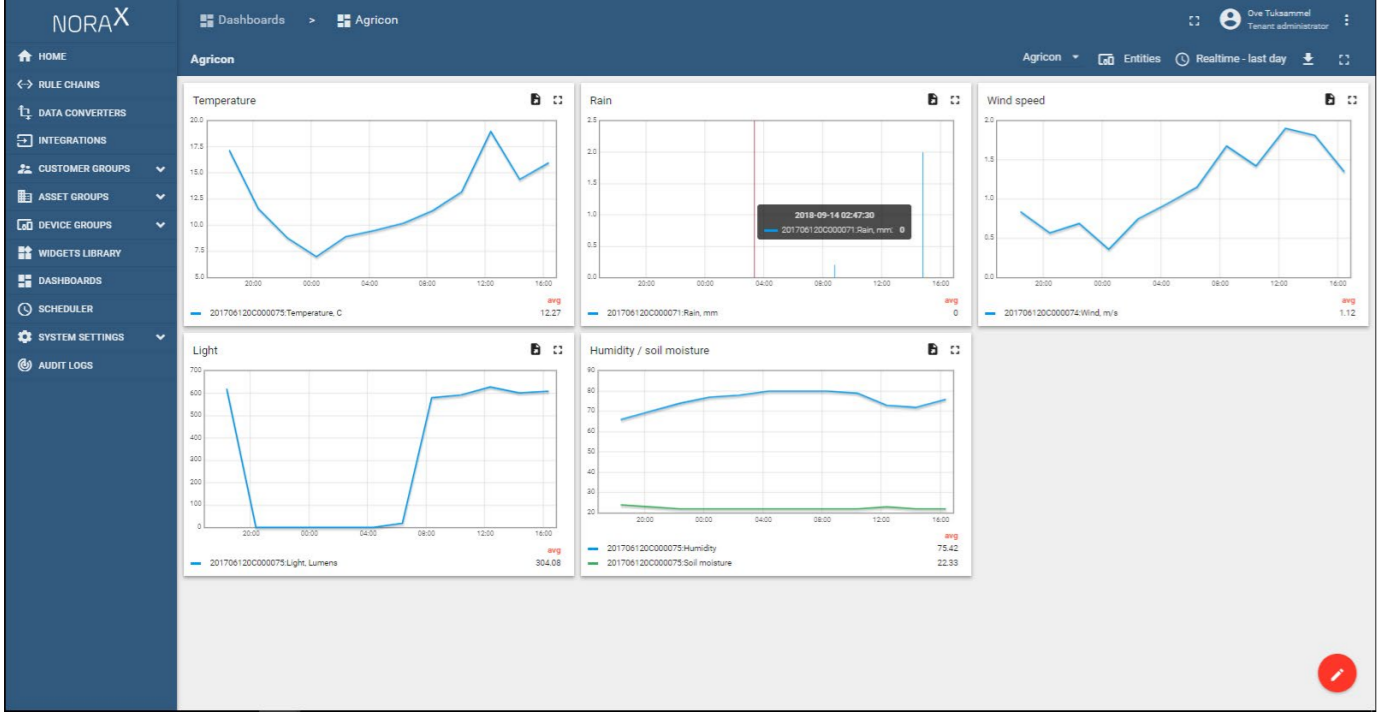 NORAX
Dashboards > Agricon
Ove Tuksammel
Tenant administrator
HOME
RULE CHAINS
DATA CONVERTERS
INTEGRATIONS
CUSTOMER GROUPS
ASSET GROUPS
DEVICE GROUPS
WIDGETS LIBRARY
DASHBOARDS
SCHEDULER
SYSTEM SETTINGS
AUDIT LOGS
Agricon
Agricon Entities Realtime - last day
Temperature
20.0
17.5
15.0
12.5
10.0
7.5
5.0
20:00 00:00 04:00 08:00 12:00 16:00
avg
201706120C000075:Temperature, C 12.27
Rain
2.5
2.0
1.5
1.0
0.5
0.0
2018-09-14 02:47:30
201706120C000071:Rain, mm: 0
20:00 00:00 04:00 08:00 12:00 16:00
avg
201706120C000071:Rain, mm 0
Wind speed
2.0
1.5
1.0
0.5
0.0
20:00 00:00 04:00 08:00 12:00 16:00
avg
201706120C000074:Wind, m/s 1.12
Light
700
600
500
400
300
200
100
0
20:00 00:00 04:00 08:00 12:00 16:00
avg
201706120C000075:Light, Lumens 304.08
Humidity / soil moisture
90
80
70
60
50
40
30
20
20:00 00:00 04:00 08:00 12:00 16:00
avg
201706120C000075:Humidity 75.42
201706120C000075:Soil moisture 22.33